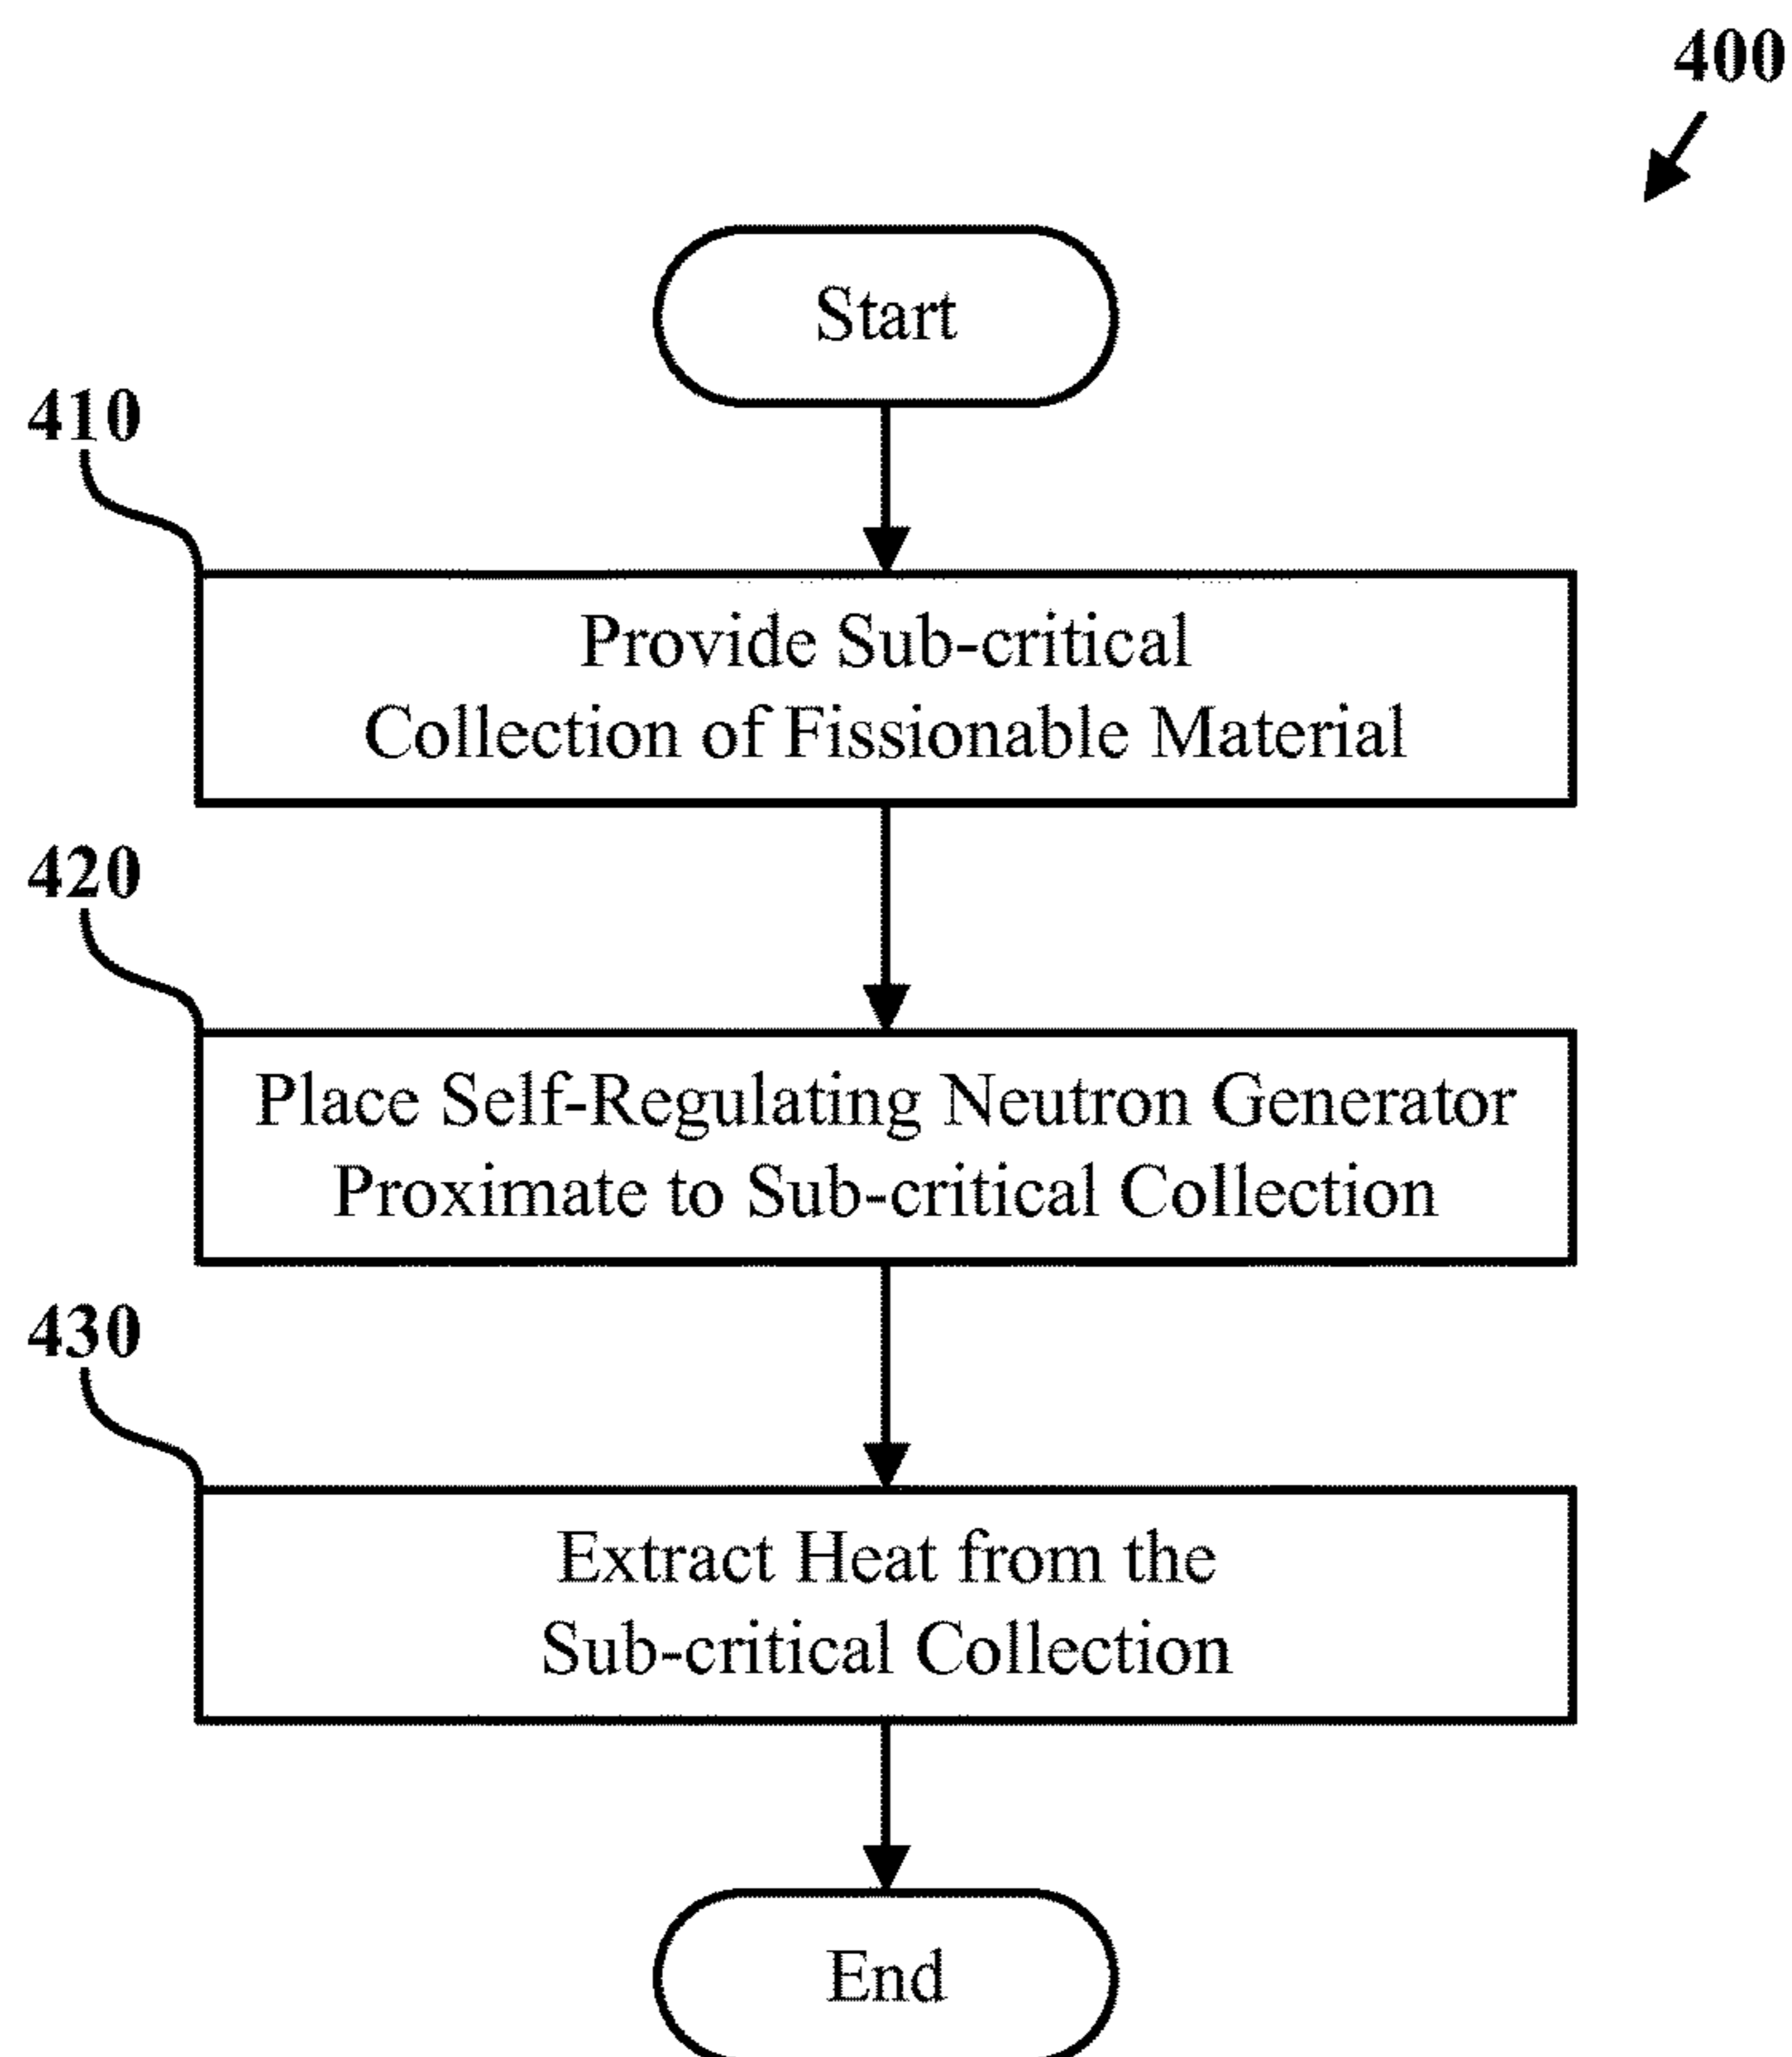 400
Start
410
Provide Sub-critical
Collection of Fissionable Material
420
Place Self-Regulating Neutron Generator
Proximate to Sub-critical Collection
430
Extract Heat from the
Sub-critical Collection
End